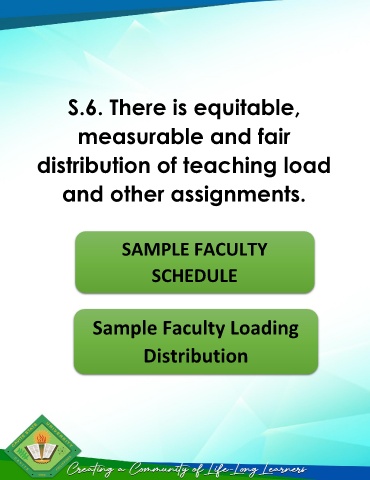 S.6. There is equitable,
measurable and fair
distribution of teaching load
and other assignments.
SAMPLE FACULTY
SCHEDULE
Sample Faculty Loading
Distribution
Creating a Community of Life-Long Learners